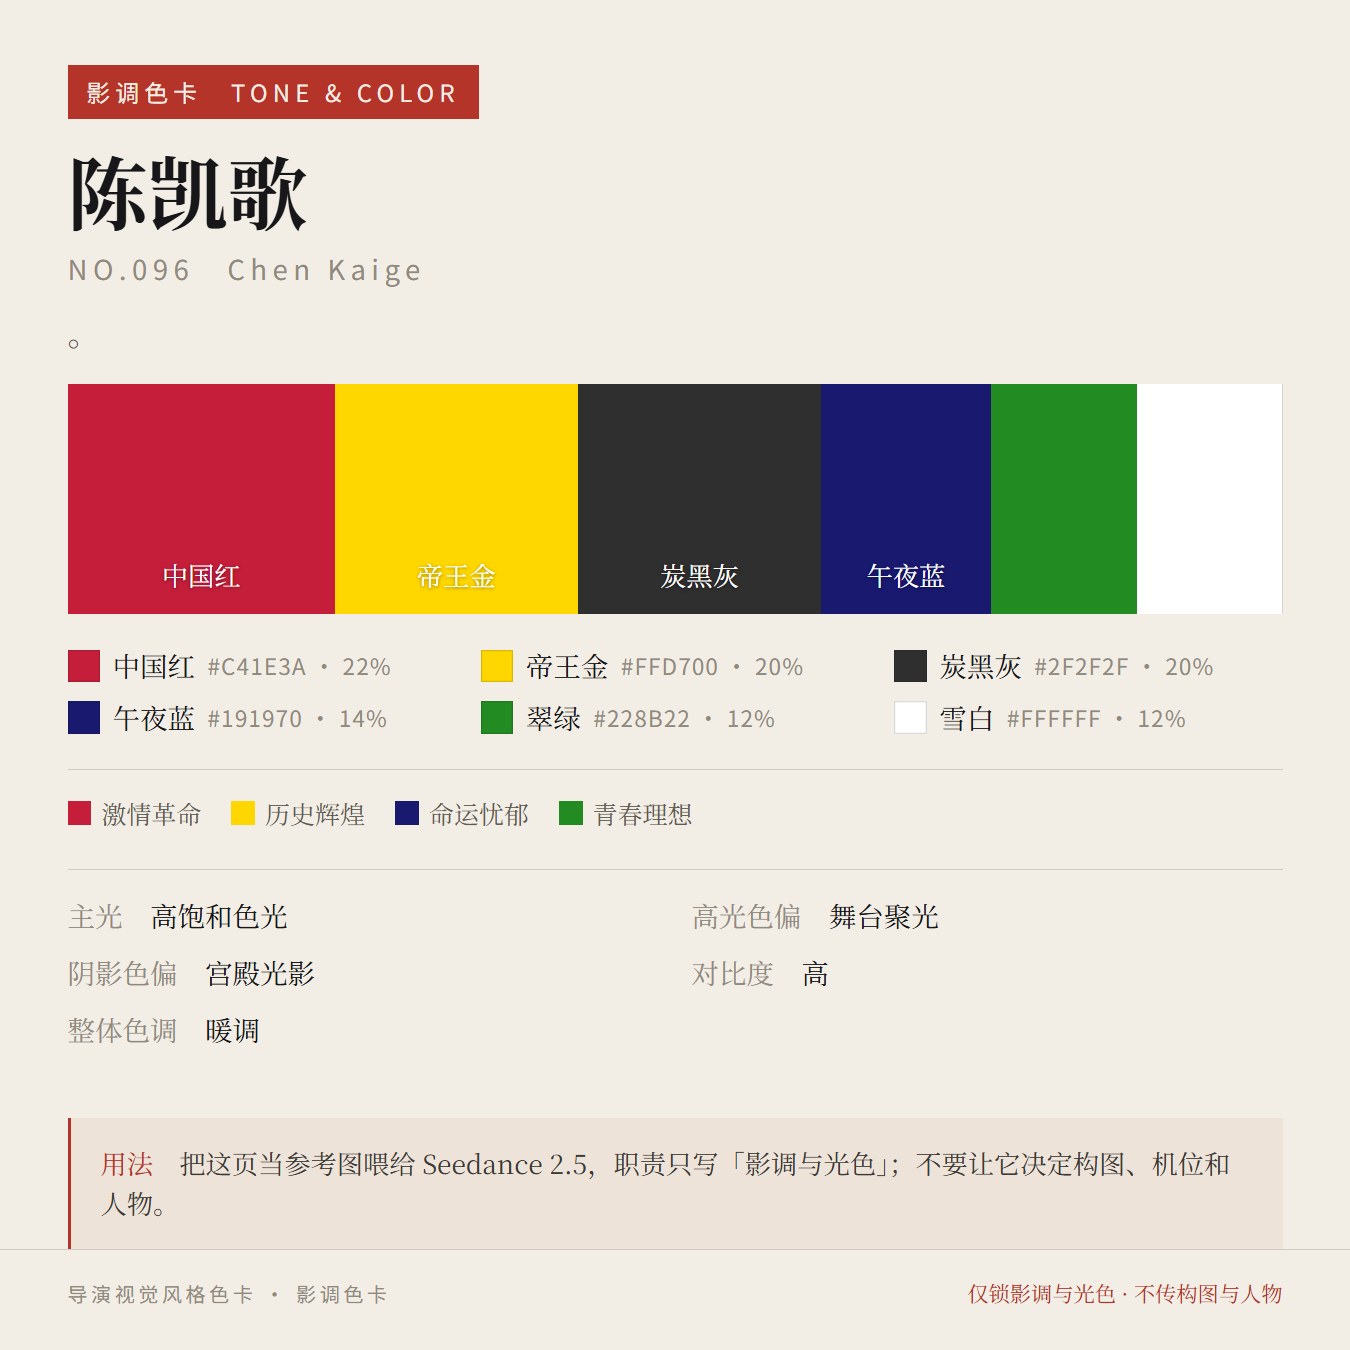 影调色卡 TONE & COLOR
陈凯歌
NO.096 Chen Kaige
。
中国红 帝王金 炭黑灰 午夜蓝
中国红 #C41E3A · 22% 帝王金 #FFD700 · 20% 炭黑灰 #2F2F2F · 20%
午夜蓝 #191970 · 14% 翠绿 #228B22 · 12% 雪白 #FFFFFF · 12%
激情革命 历史辉煌 命运忧郁 青春理想
主光 高饱和色光 高光色偏 舞台聚光
阴影色偏 宫殿光影 对比度 高
整体色调 暖调
用法 把这页当参考图喂给 Seedance 2.5，职责只写「影调与光色」；不要让它决定构图、机位和
人物。
导演视觉风格色卡 · 影调色卡 仅锁影调与光色 · 不传构图与人物